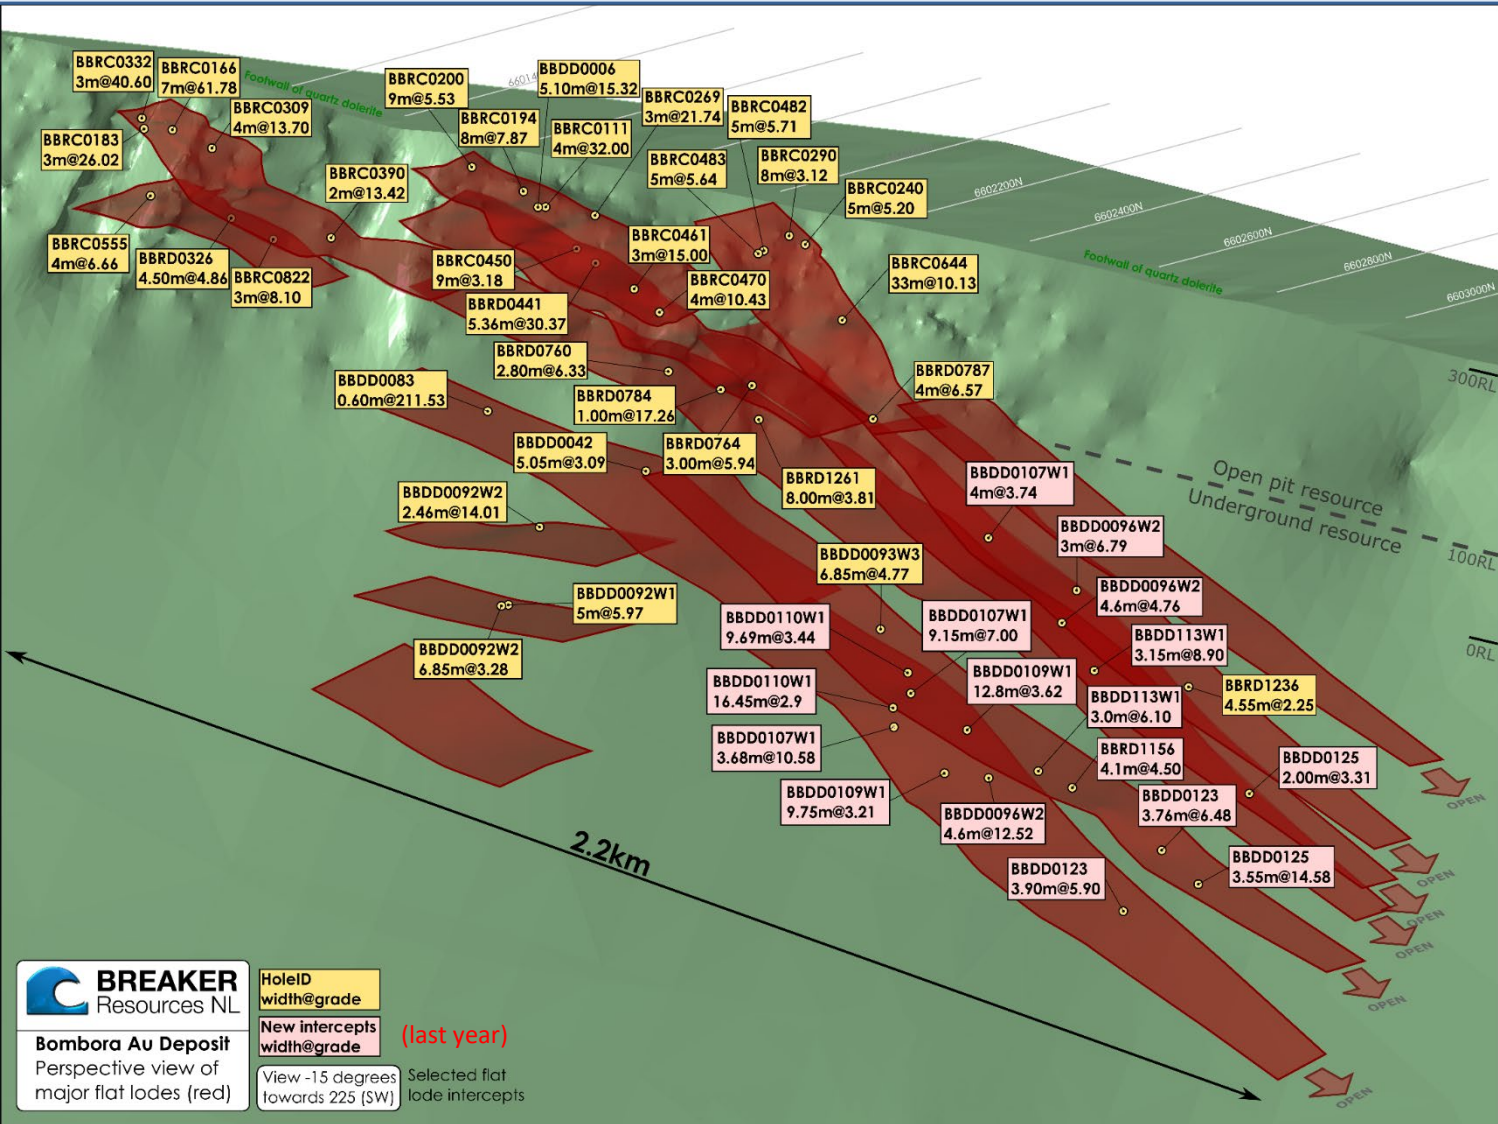 BBRC0332
3m@40.60
BBRC0166
7m@61.78
Footwall of quartz dolerite
BBRC0309
4m@13.70
BBRC0183
3m@26.02
BBRC0200
9m@5.53
BBDD0006
5.10m@15.32
BBRC0194
8m@7.87
BBRC0111
4m@32.00
BBRC0269
3m@21.74
BBRC0482
5m@5.71
BBRC0483
5m@5.64
BBRC0290
8m@3.12
BBRC0240
5m@5.20
BBRC0390
2m@13.42
BBRC0555
4m@6.66
BBRD0326
4.50m@4.86
BBRC0822
3m@8.10
BBRC0450
9m@3.18
BBRC0461
3m@15.00
BBRC0470
4m@10.43
BBRD0441
5.36m@30.37
BBRC0644
33m@10.13
6602200N
6602400N
6602600N
6602800N
6603000N
Footwall of quartz dolerite
BBRD0760
2.80m@6.33
BBDD0083
0.60m@211.53
BBRD0784
1.00m@17.26
BBRD0787
4m@6.57
300RL
BBDD0042
5.05m@3.09
BBRD0764
3.00m@5.94
BBRD1261
8.00m@3.81
BBDD0107W1
4m@3.74
Open pit resource
Underground resource
100RL
BBDD0092W2
2.46m@14.01
BBDD0096W2
3m@6.79
BBDD0093W3
6.85m@4.77
BBDD0092W1
5m@5.97
BBDD0096W2
4.6m@4.76
BBDD0110W1
9.69m@3.44
BBDD0107W1
9.15m@7.00
BBDD113W1
3.15m@8.90
0RL
BBDD0092W2
6.85m@3.28
BBDD0109W1
12.8m@3.62
BBDD0110W1
16.45m@2.9
BBDD113W1
3.0m@6.10
BBRD1236
4.55m@2.25
BBDD0107W1
3.68m@10.58
BBRD1156
4.1m@4.50
BBDD0125
2.00m@3.31
BBDD0109W1
9.75m@3.21
BBDD0123
3.76m@6.48
BBDD0096W2
4.6m@12.52
BBDD0125
3.55m@14.58
BBDD0123
3.90m@5.90
2.2km
OPEN
OPEN
OPEN
OPEN
OPEN
OPEN
BREAKER
Resources NL
Bombora Au Deposit
Perspective view of
major flat lodes (red)
HoleID
width@grade
New intercepts
width@grade
(last year)
View -15 degrees
towards 225 (SW)
Selected flat
lode intercepts